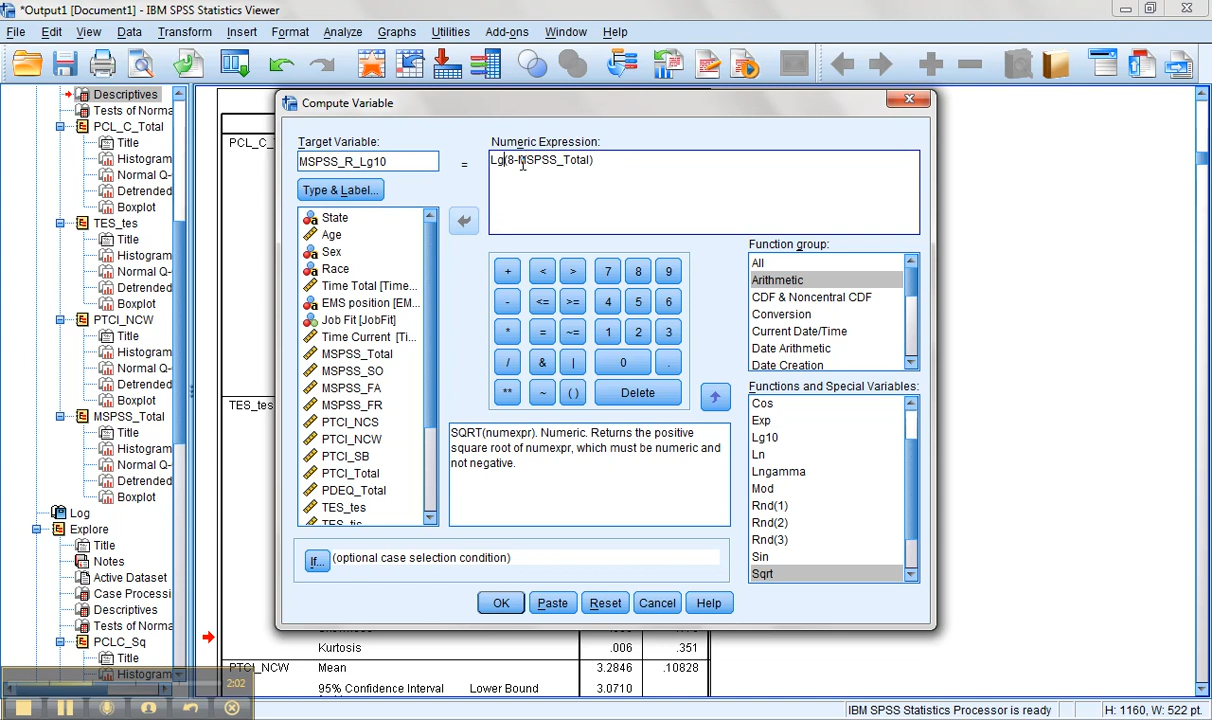 *Output1 [Document1] - IBM SPSS Statistics Viewer
File Edit View Data Transform Insert Format Analyze Graphs Utilities Add-ons Window Help
Descriptives
Tests of Norma
PCL_C_Total
Title
Histogram
Normal Q-
Detrended
Boxplot
TES_tes
Title
Histogram
Normal Q-
Detrended
Boxplot
PTCI_NCW
Title
Histogram
Normal Q-
Detrended
Boxplot
MSPSS_Total
Title
Histogram
Normal Q-
Detrended
Boxplot
Log
Explore
Title
Notes
Active Dataset
Case Processi
Descriptives
Tests of Norma
PCLC_Sq
Title
Histogram
2:02
PCL_C_
TES_tes
Compute Variable
Target Variable:
MSPSS_R_Lg10
=
Numeric Expression:
Lg(8-MSPSS_Total)
Type & Label...
State
Age
Sex
Race
Time Total [Time...
EMS position [EM...
Job Fit [JobFit]
Time Current [Ti...
MSPSS_Total
MSPSS_SO
MSPSS_FA
MSPSS_FR
PTCI_NCS
PTCI_NCW
PTCI_SB
PTCI_Total
PDEQ_Total
TES_tes
+ < > 7 8 9
- <= >= 4 5 6
* = ~= 1 2 3
/ & | 0 .
** ~ () Delete
SQRT(numexpr). Numeric. Returns the positive
square root of numexpr, which must be numeric and
not negative.
Function group:
All
Arithmetic
CDF & Noncentral CDF
Conversion
Current Date/Time
Date Arithmetic
Date Creation
Functions and Special Variables:
Cos
Exp
Lg10
Ln
Lngamma
Mod
Rnd(1)
Rnd(2)
Rnd(3)
Sin
Sqrt
If... (optional case selection condition)
OK Paste Reset Cancel Help
Kurtosis .006 .351
PTCI_NCW Mean 3.2846 .10828
95% Confidence Interval Lower Bound 3.0710
IBM SPSS Statistics Processor is ready H: 1160, W: 522 pt.